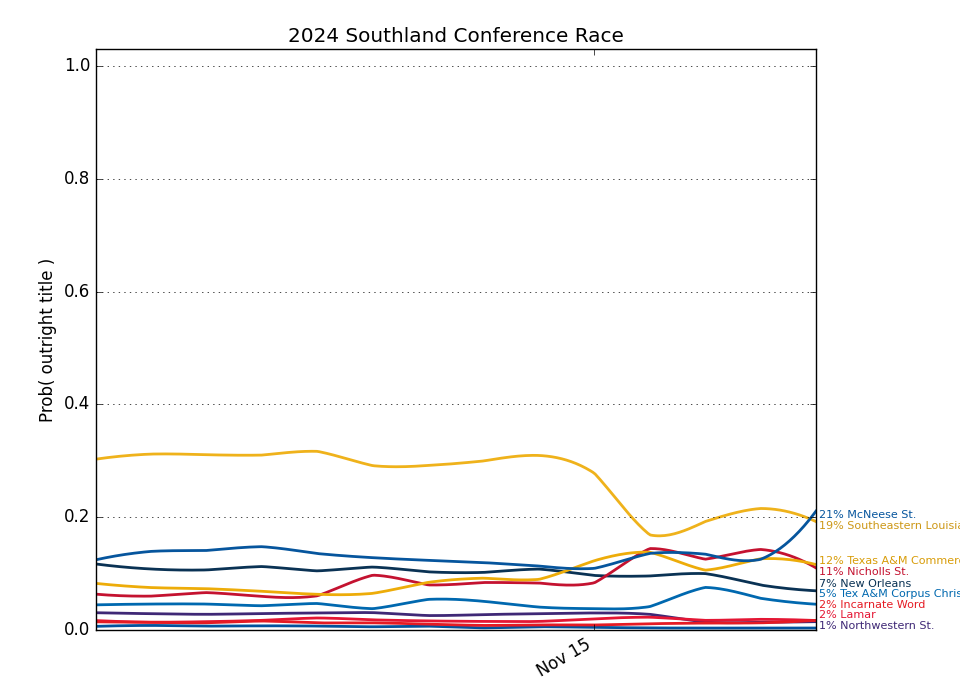 2024 Southland Conference Race
Prob( outright title )
1.0
0.8
0.6
0.4
0.2
0.0
Nov 15
21% McNeese St.
19% Southeastern Louisia
12% Texas A&M Commerc
11% Nicholls St.
7% New Orleans
5% Tex A&M Corpus Chris
2% Incarnate Word
2% Lamar
1% Northwestern St.